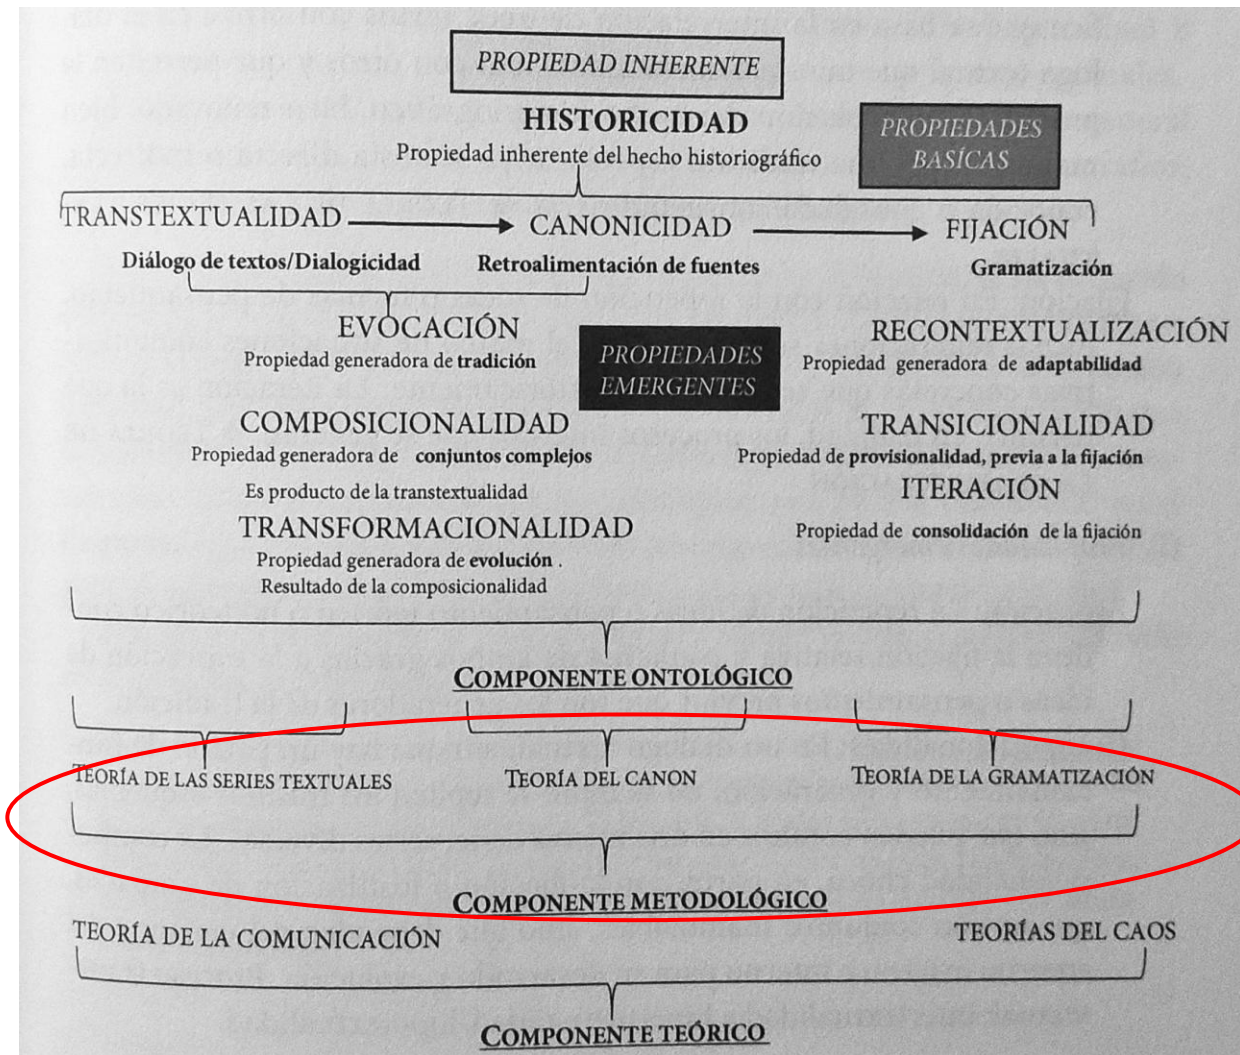 PROPIEDAD INHERENTE
HISTORICIDAD
Propiedad inherente del hecho historiográfico
PROPIEDADES
BASÍCAS
TRANSTEXTUALIDAD
CANONICIDAD
FIJACIÓN
Diálogo de textos/Dialogicidad
Retroalimentación de fuentes
Gramatización
EVOCACIÓN
Propiedad generadora de tradición
PROPIEDADES
EMERGENTES
RECONTEXTUALIZACIÓN
Propiedad generadora de adaptabilidad
COMPOSICIONALIDAD
Propiedad generadora de conjuntos complejos
Es producto de la transtextualidad
TRANSICIONALIDAD
Propiedad de provisionalidad, previa a la fijación
ITERACIÓN
Propiedad de consolidación de la fijación
TRANSFORMACIONALIDAD
Propiedad generadora de evolución .
Resultado de la composicionalidad
COMPONENTE ONTOLÓGICO
TEORÍA DE LAS SERIES TEXTUALES
TEORÍA DEL CANON
TEORÍA DE LA GRAMATIZACIÓN
COMPONENTE METODOLÓGICO
TEORÍA DE LA COMUNICACIÓN
TEORÍAS DEL CAOS
COMPONENTE TEÓRICO